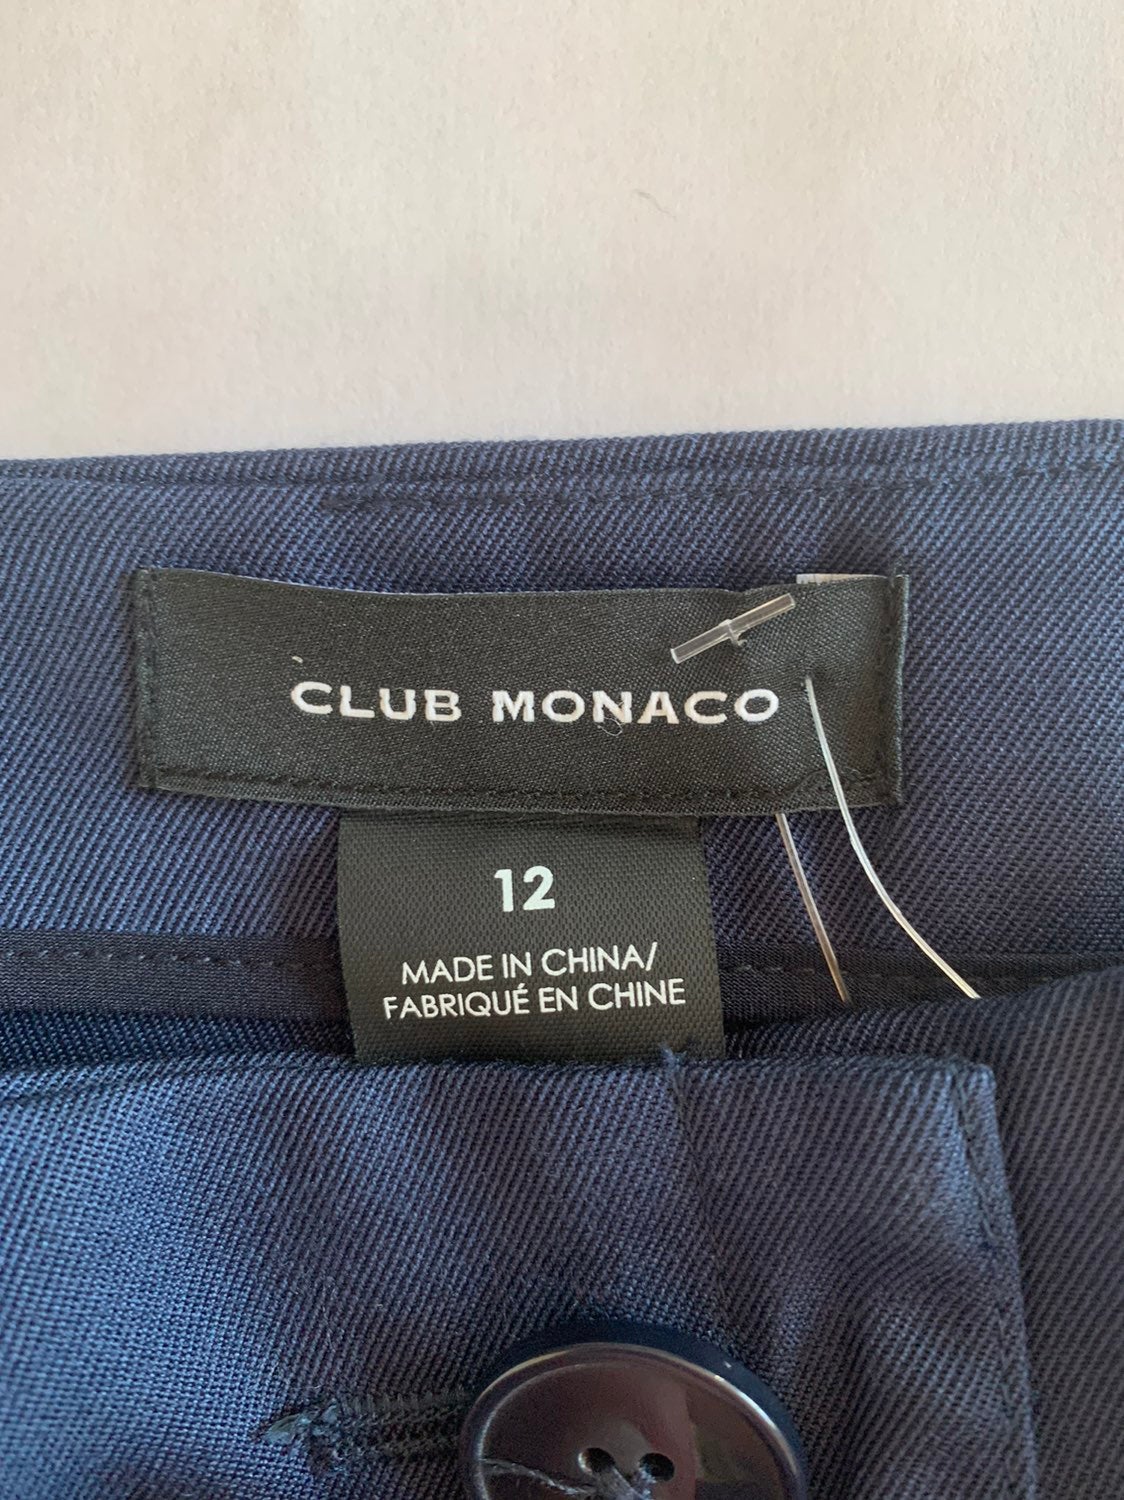 CLUB MONACO
12
MADE IN CHINA/
FABRIQUÉ EN CHINE